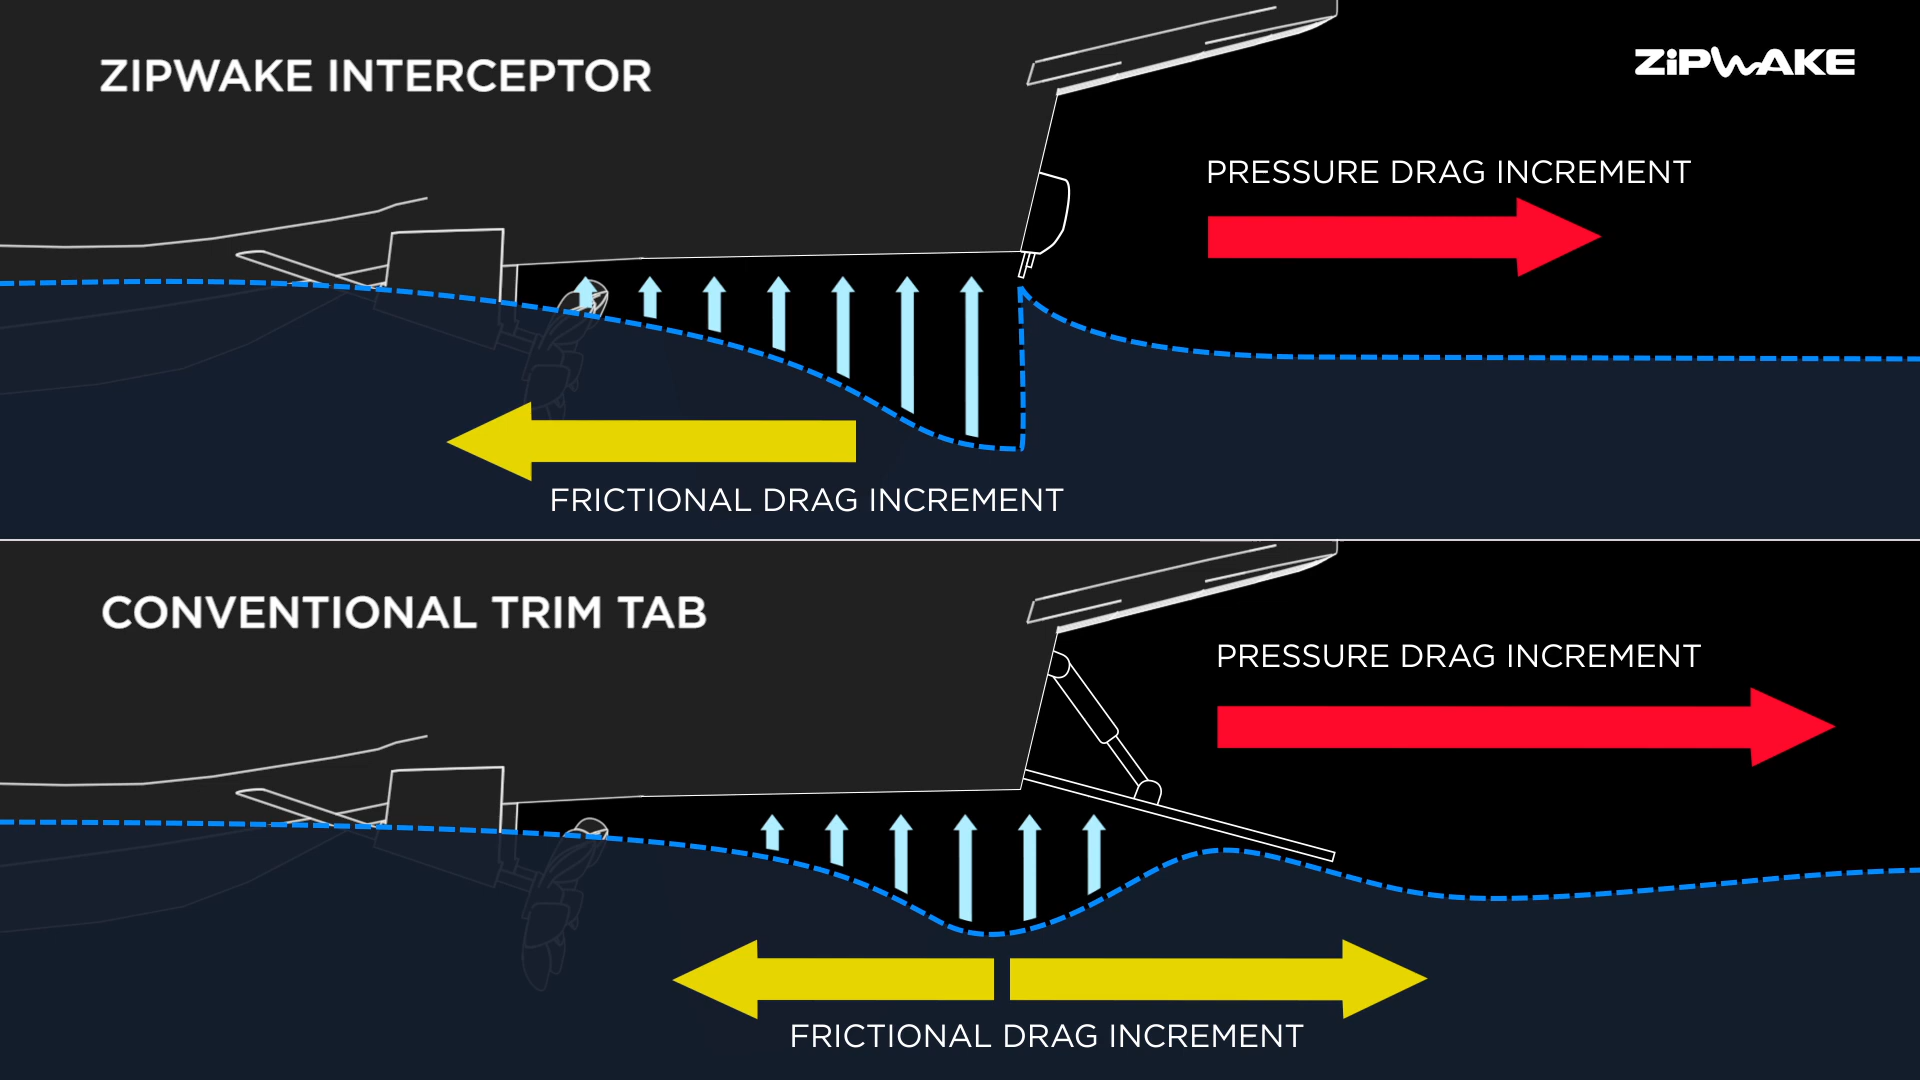 ZIPWAKE INTERCEPTOR
ZIPWAKE
PRESSURE DRAG INCREMENT
FRICTIONAL DRAG INCREMENT
CONVENTIONAL TRIM TAB
PRESSURE DRAG INCREMENT
FRICTIONAL DRAG INCREMENT